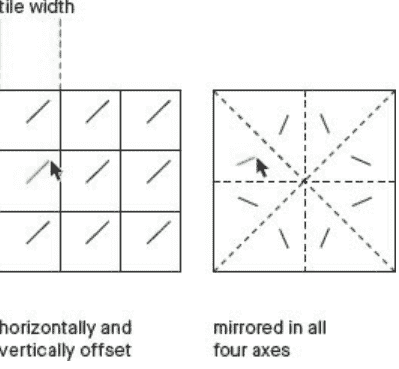 tile width
horizontally and
vertically offset
mirrored in all
four axes